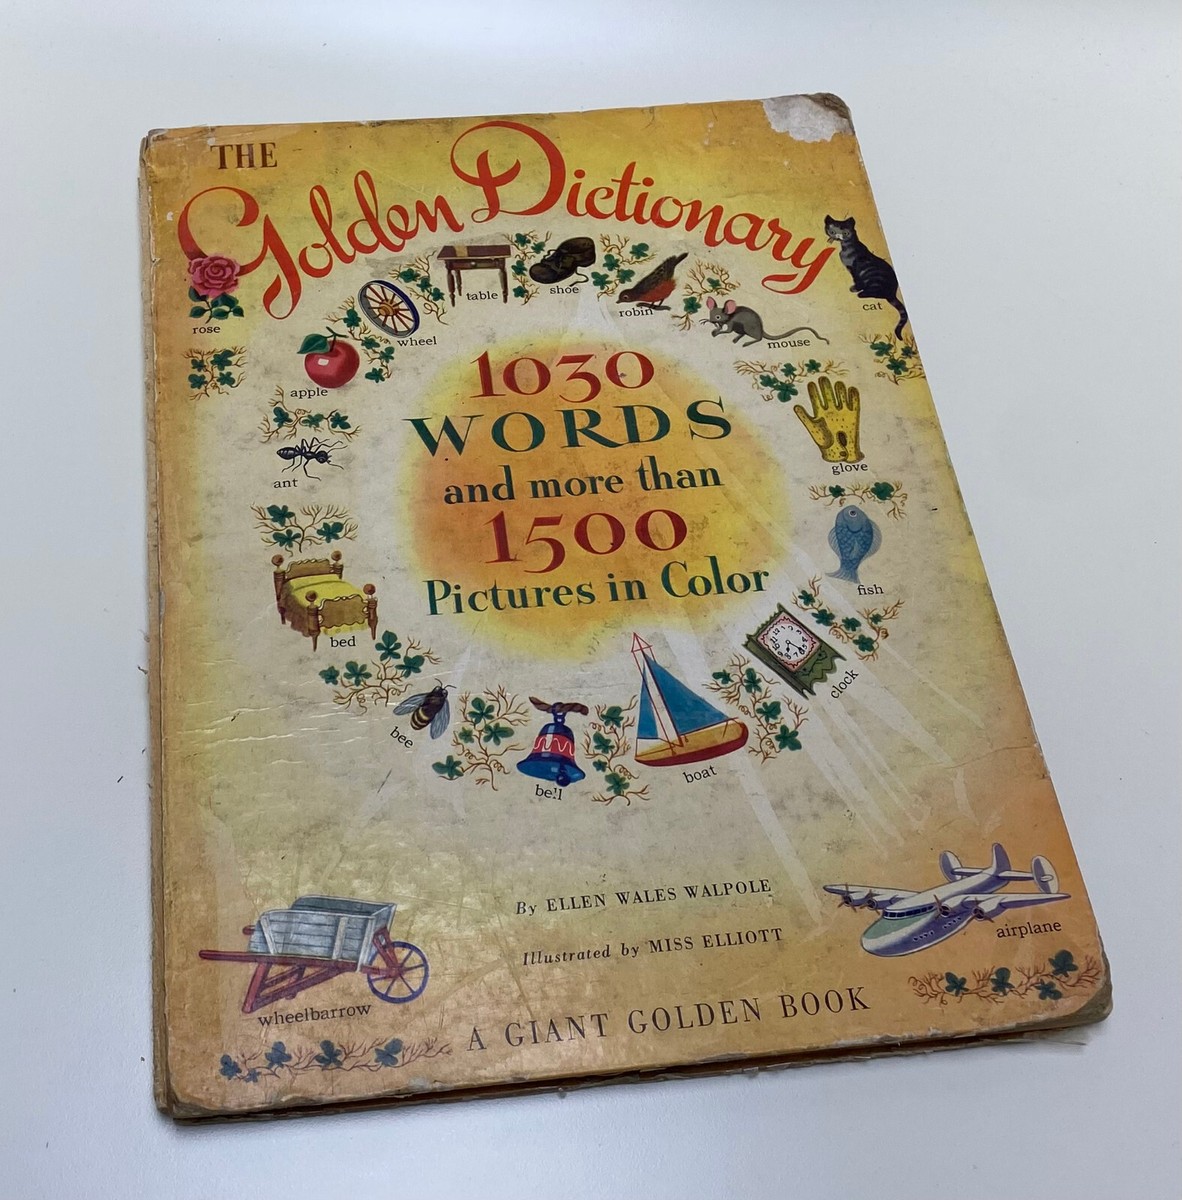 THE
Golden Dictionary
rose
wheel
table
shoe
robin
mouse
cat
apple
ant
bed
bee
bell
boat
clock
fish
glove
1030
WORDS
and more than
1500
Pictures in Color
By ELLEN WALES WALPOLE
Illustrated by MISS ELLIOTT
wheelbarrow
airplane
A GIANT GOLDEN BOOK